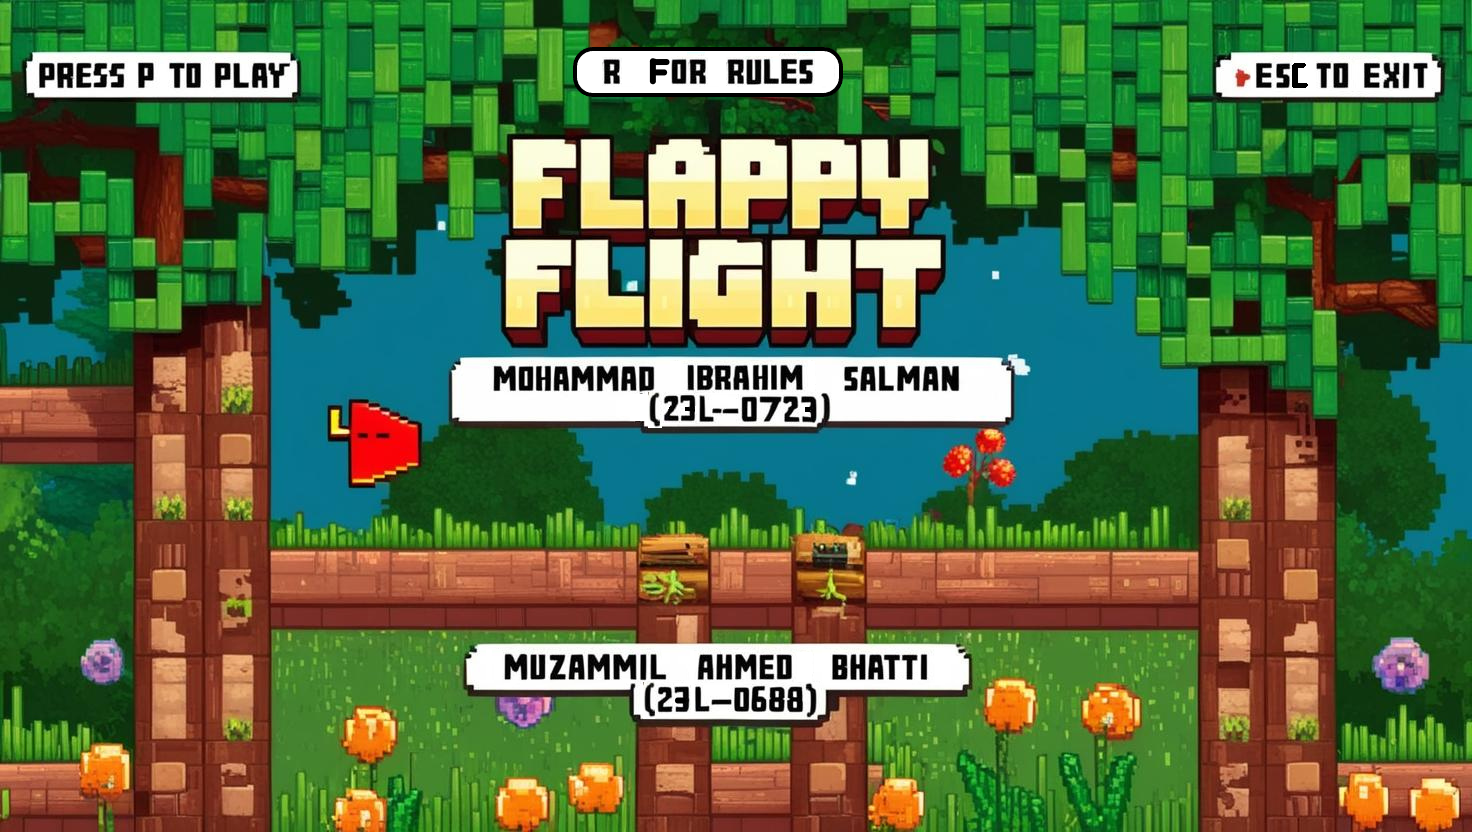 PRESS P TO PLAY
R FOR RULES
ESC TO EXIT
FLAPPY
FLIGHT
MOHAMMAD IBRAHIM SALMAN
(23L--0723)
MUZAMMIL AHMED BHATTI
(23L-0688)